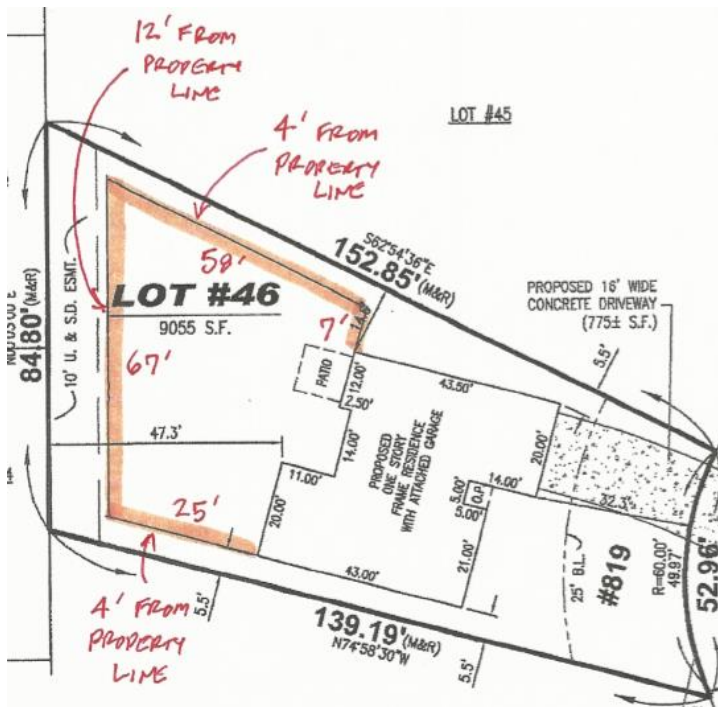 12' FROM
PROPERTY
LINE
4' FROM
PROPERTY
LINE
LOT #45
S62°54'36"E
152.85' (M&R)
58'
PROPOSED 16' WIDE
CONCRETE DRIVEWAY
(775± S.F.)
5.5'
LOT #46
9055 S.F.
84.80' (M&R)
10' U. & S.D. ESMT.
67'
7'
PATIO
12.00'
2.50'
43.50'
47.3'
14.00'
11.00'
PROPOSED
ONE STORY
FRAME RESIDENCE
WITH ATTACHED GARAGE
20.00'
5.00'
O.P.
5.00'
14.00'
32.3'
25'
20.00'
43.00'
21.00'
25' B.L.
#819
R=60.00'
49.97'
52.96'
4' FROM
PROPERTY
LINE
5.5'
139.19' (M&R)
N74°58'30"W
5.5'